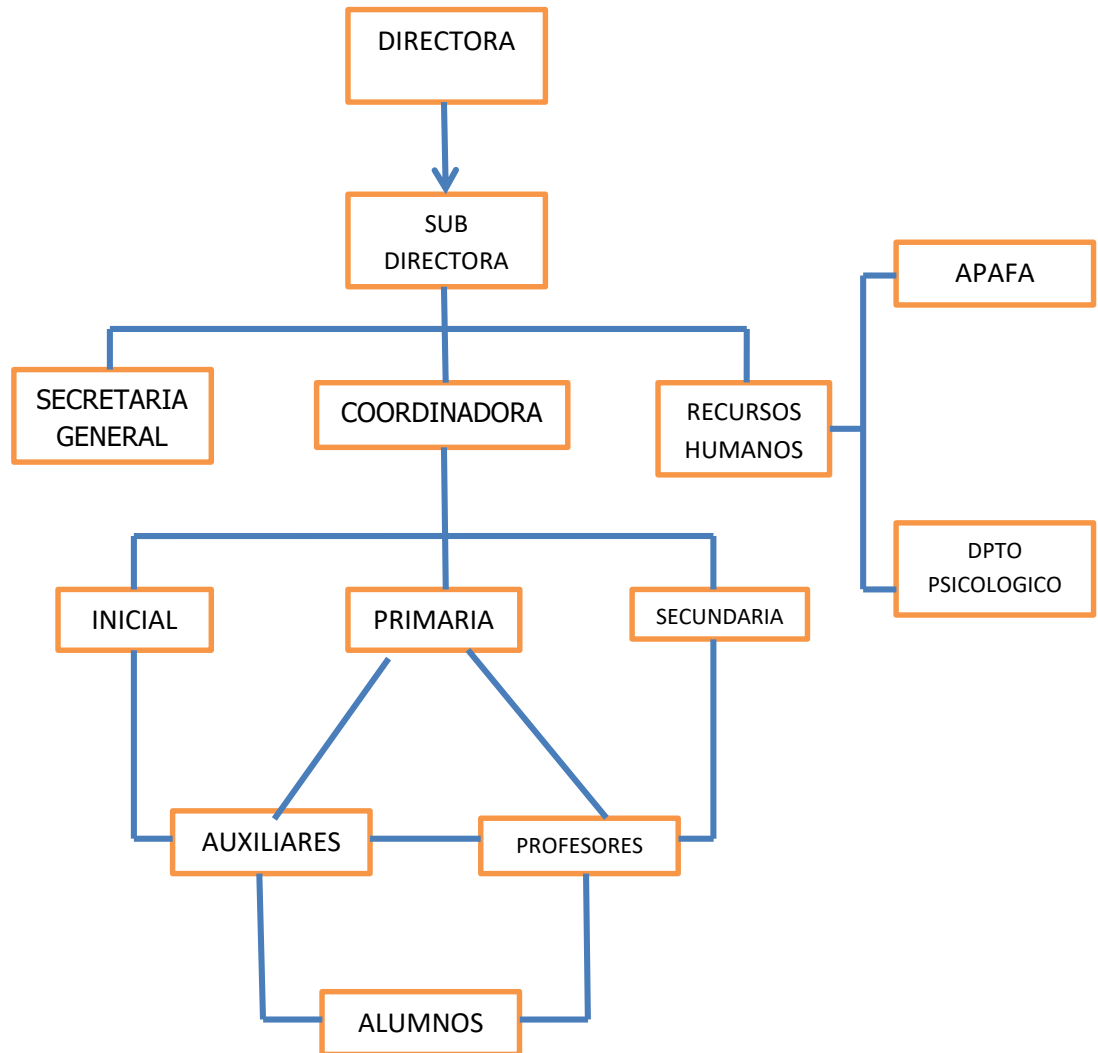 DIRECTORA
SUB
DIRECTORA
APAFA
SECRETARIA
GENERAL
COORDINADORA
RECURSOS
HUMANOS
DPTO
PSICOLOGICO
INICIAL
PRIMARIA
SECUNDARIA
AUXILIARES
PROFESORES
ALUMNOS